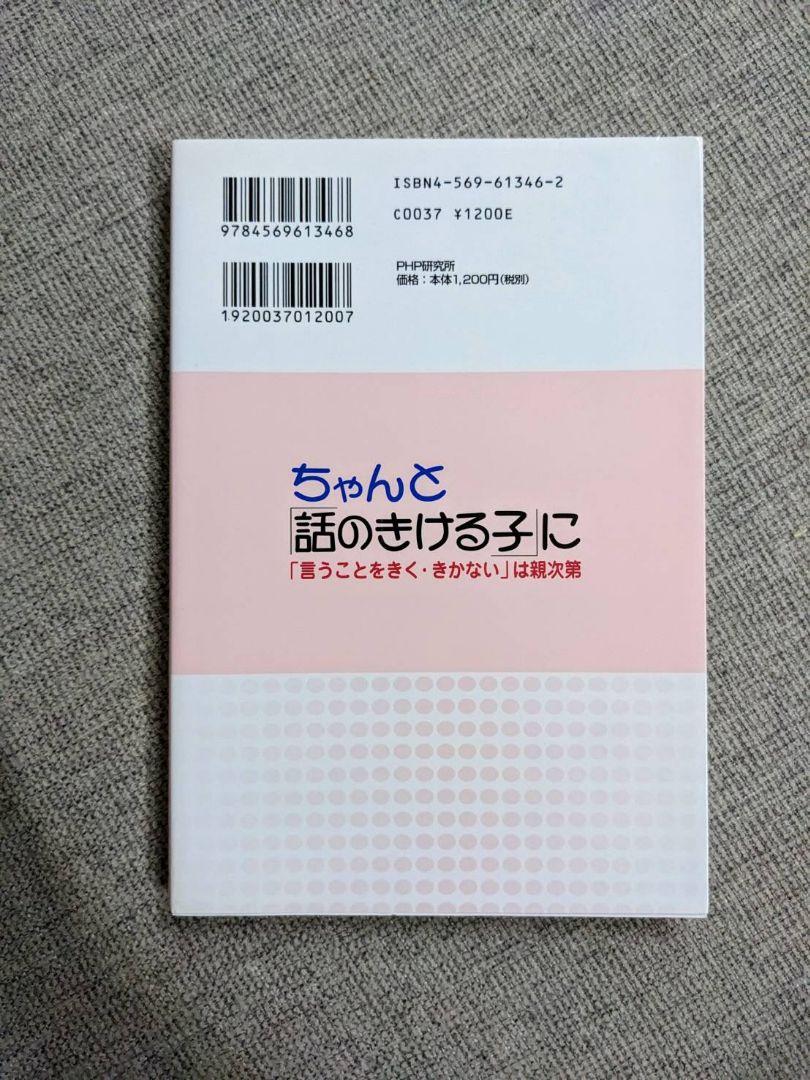 ISBN4-569-61346-2
9784569613468
C0037 ¥1200E
PHP研究所
価格：本体1,200円(税別)
1920037012007
ちゃんと
「話のきける子」に
「言うことをきく・きかない」は親次第